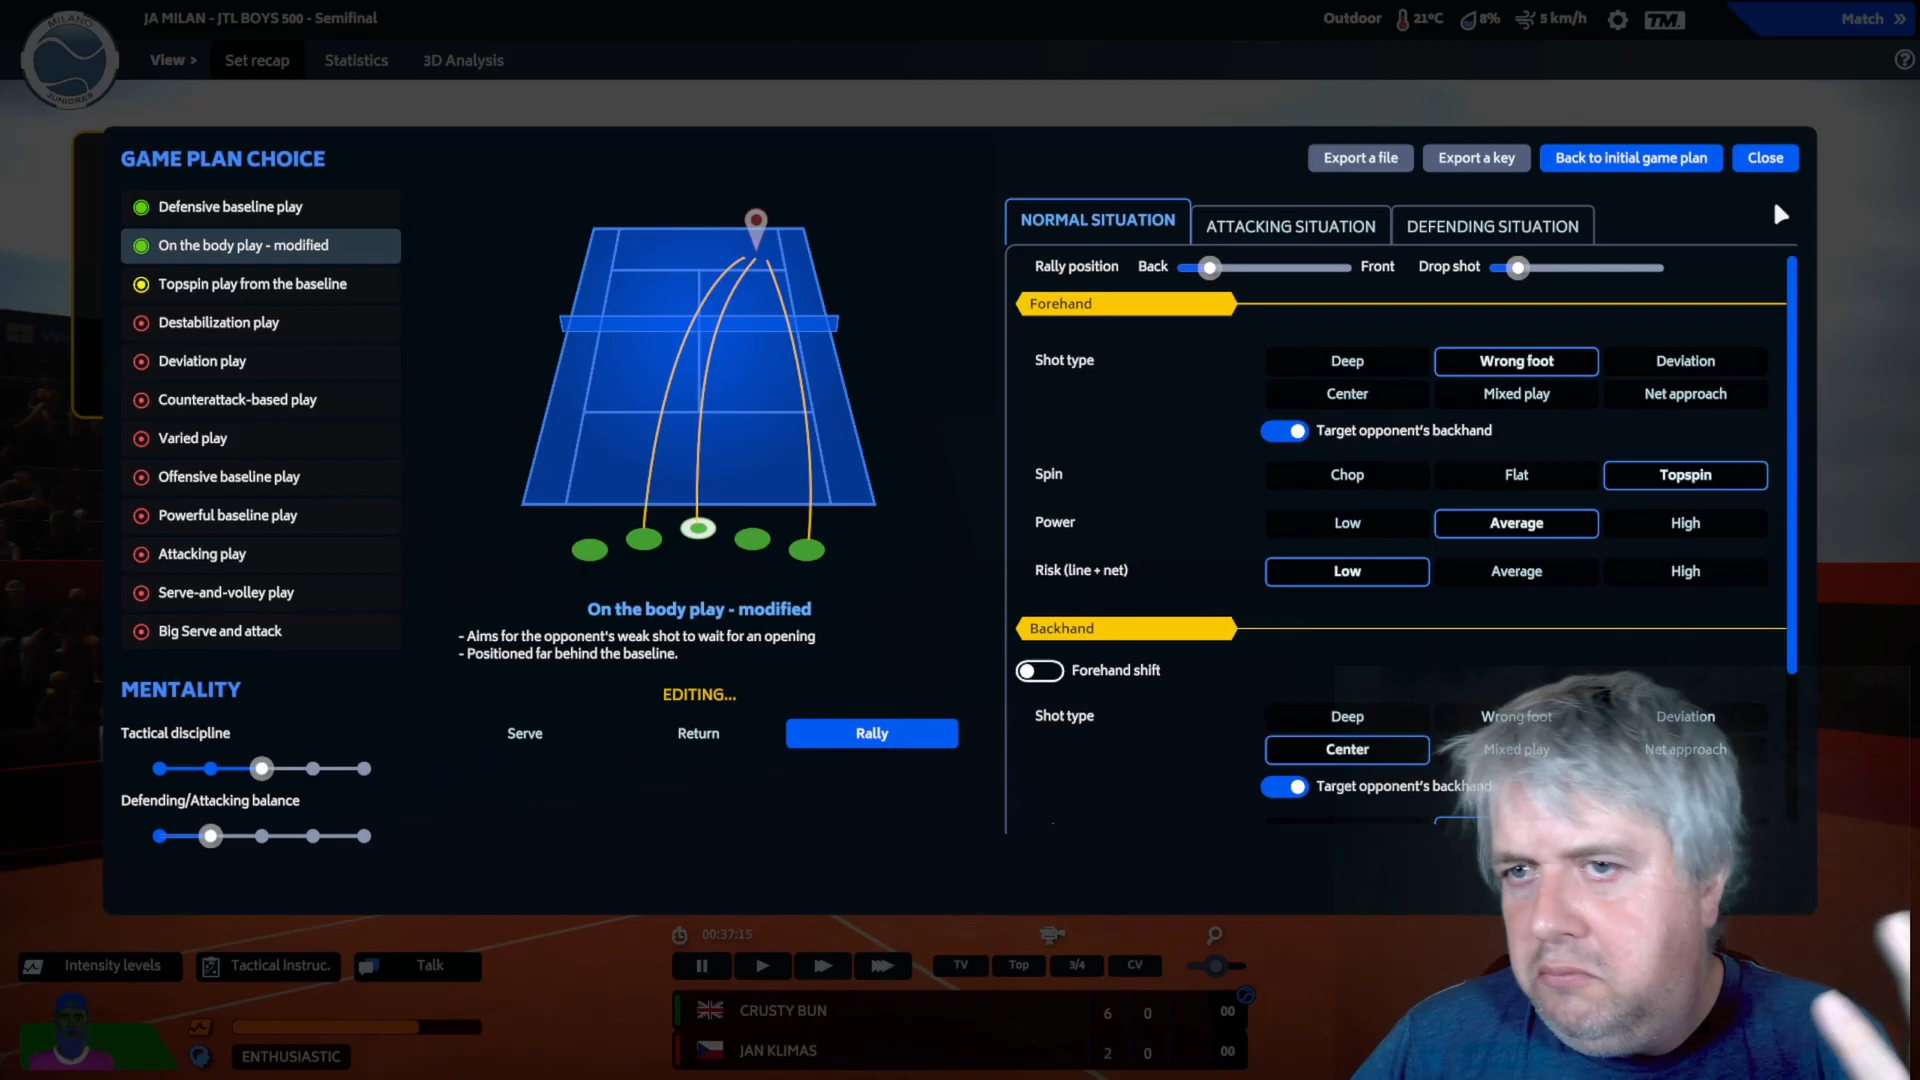 MILANO
JUNIORES
JA MILAN - JTL BOYS 500 - Semifinal
Outdoor 21°C 8% 5 km/h TM. Match »
View > Set recap Statistics 3D Analysis
GAME PLAN CHOICE
Export a file Export a key Back to initial game plan Close
Defensive baseline play
On the body play - modified
Topspin play from the baseline
Destabilization play
Deviation play
Counterattack-based play
Varied play
Offensive baseline play
Powerful baseline play
Attacking play
Serve-and-volley play
Big Serve and attack
MENTALITY
Tactical discipline
Defending/Attacking balance
On the body play - modified
- Aims for the opponent's weak shot to wait for an opening
- Positioned far behind the baseline.
EDITING...
Serve Return Rally
NORMAL SITUATION ATTACKING SITUATION DEFENDING SITUATION
Rally position Back Front Drop shot
Forehand
Shot type Deep Wrong foot Deviation
Center Mixed play Net approach
Target opponent's backhand
Spin Chop Flat Topspin
Power Low Average High
Risk (line + net) Low Average High
Backhand
Forehand shift
Shot type Deep Wrong foot Deviation
Center Mixed play Net approach
Target opponent's backhand
00:37:15
Intensity levels Tactical instruc. Talk
TV Top 3/4 CV
CRUSTY BUN 6 0 00
JAN KLIMAS 2 0 00
ENTHUSIASTIC